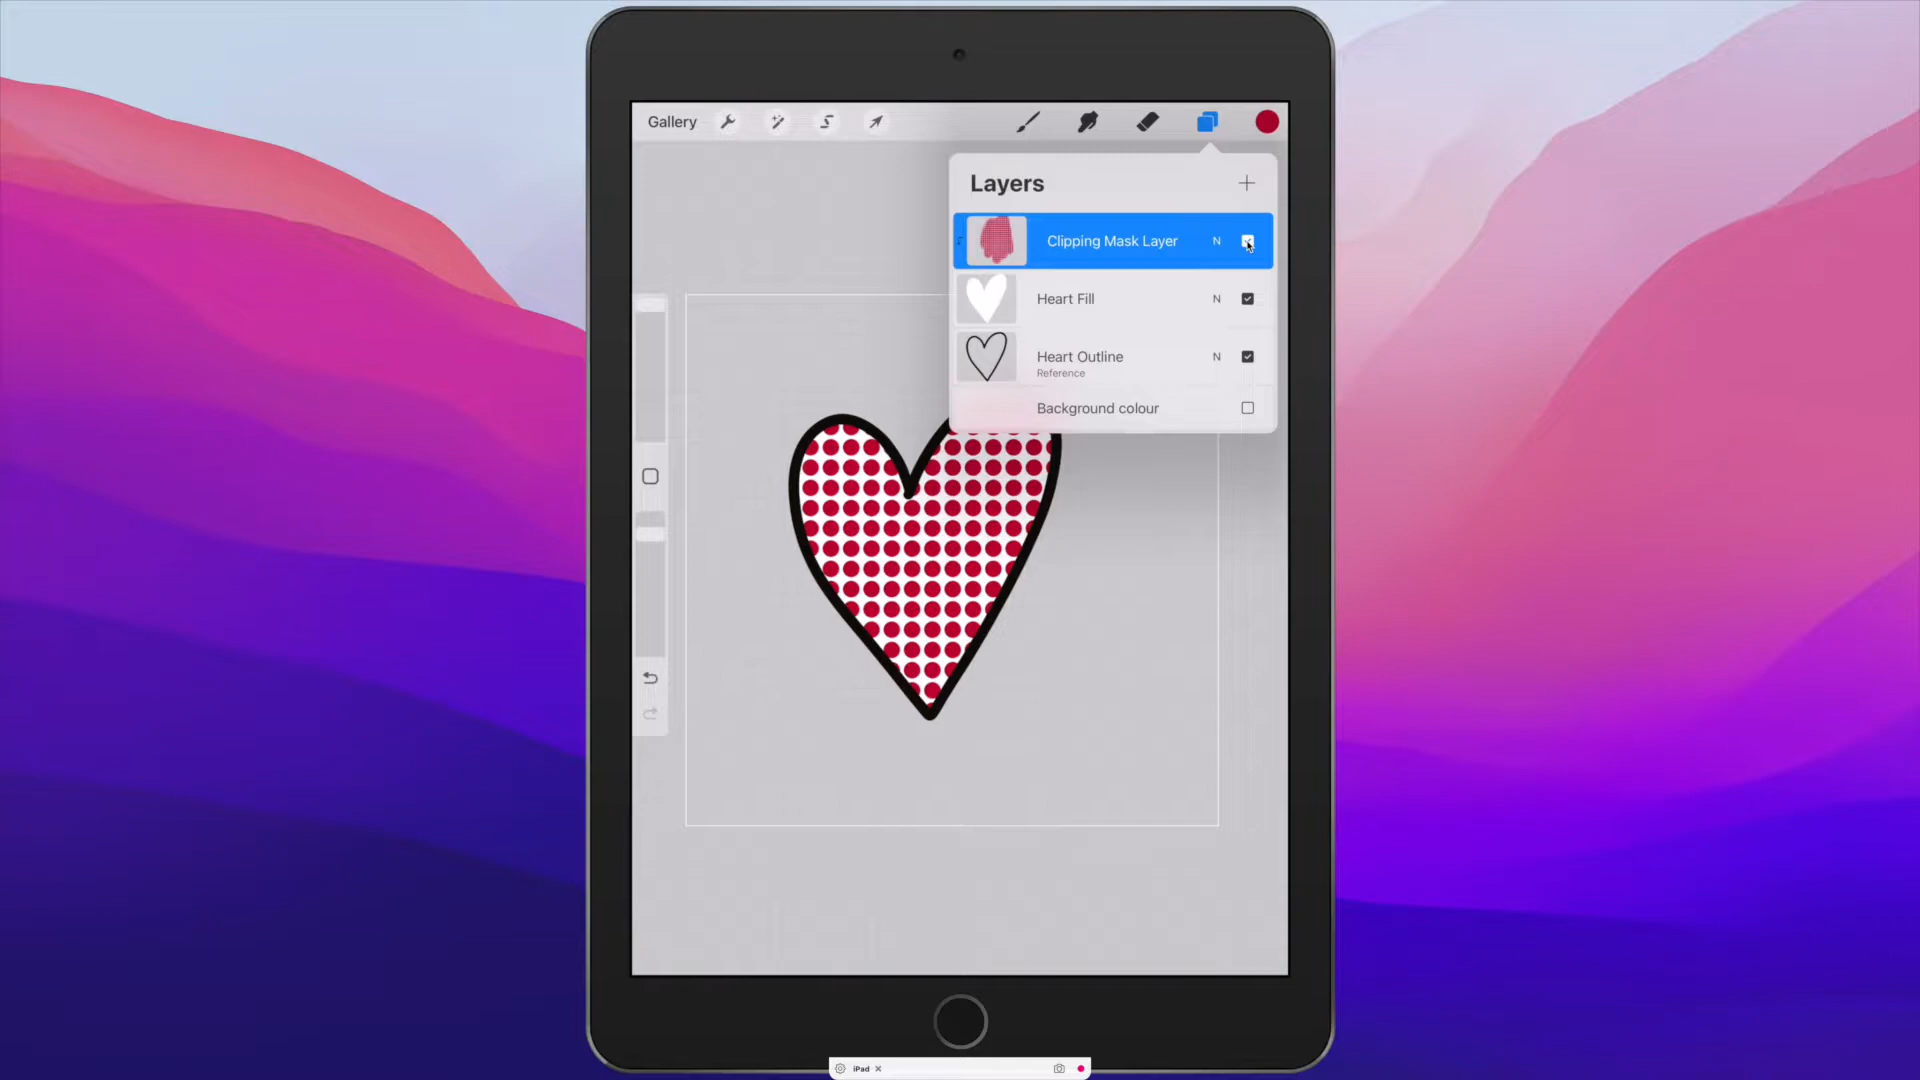 Gallery
Layers
Clipping Mask Layer N
Heart Fill N
Heart Outline N
Reference
Background colour
iPad